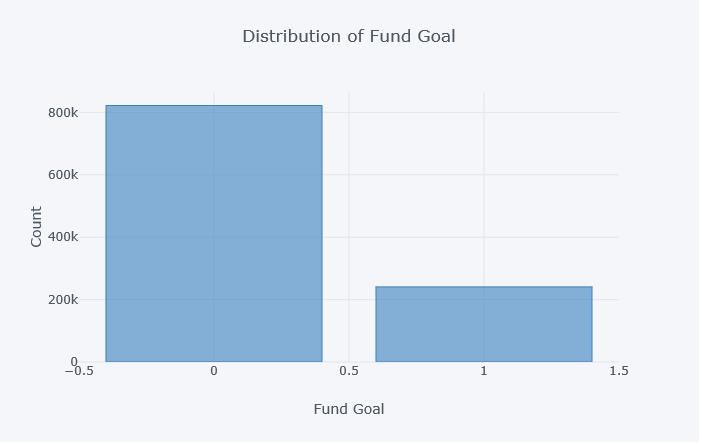 Distribution of Fund Goal
800k
600k
400k
200k
0
Count
−0.5 0 0.5 1 1.5
Fund Goal